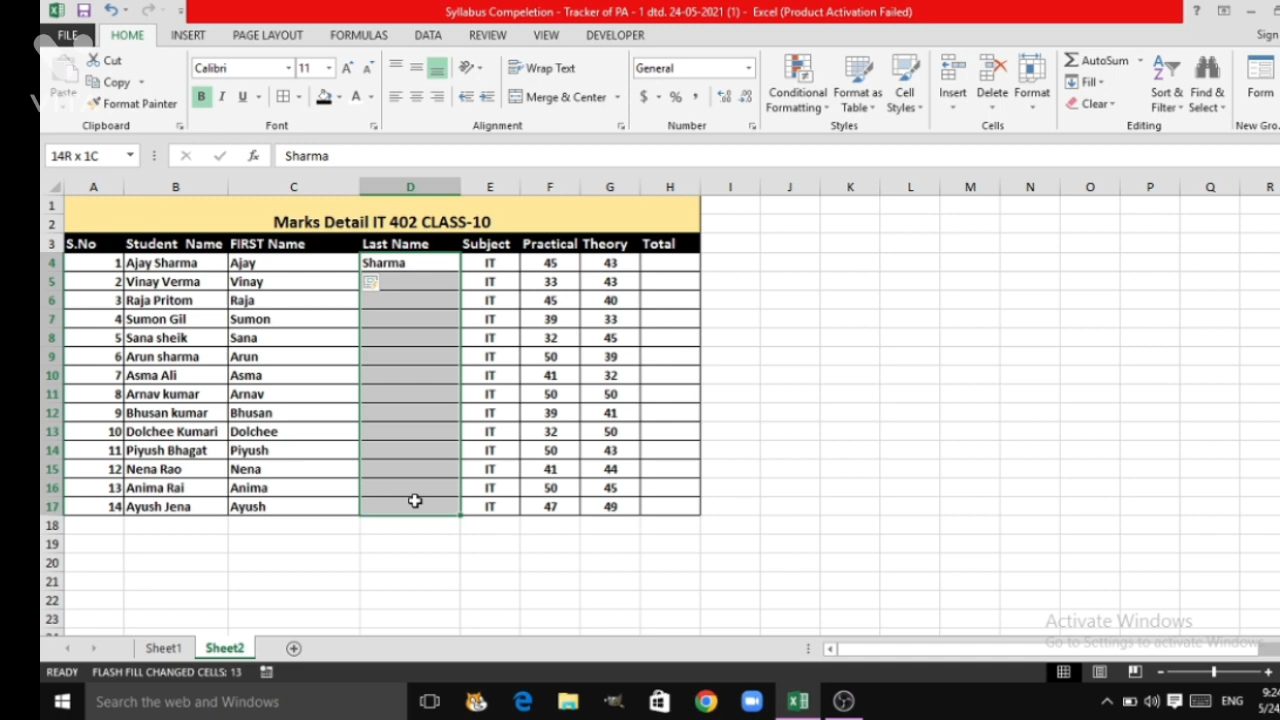 Syllabus Compeletion - Tracker of PA - 1 dtd. 24-05-2021 (1) - Excel (Product Activation Failed)
FILE HOME INSERT PAGE LAYOUT FORMULAS DATA REVIEW VIEW DEVELOPER Sign
Paste
Cut
Copy
Format Painter
Calibri 11
B I U
Wrap Text
Merge & Center
General
$ % ,
Conditional Formatting
Format as Table
Cell Styles
Insert Delete Format
AutoSum
Fill
Clear
Sort & Filter
Find & Select
Form
Clipboard Font Alignment Number Styles Cells Editing New Gro
14R x 1C fx Sharma
A B C D E F G H I J K L M N O P Q R
1
2 Marks Detail IT 402 CLASS-10
3 S.No Student Name FIRST Name Last Name Subject Practical Theory Total
4 1 Ajay Sharma Ajay Sharma IT 45 43
5 2 Vinay Verma Vinay IT 33 43
6 3 Raja Pritom Raja IT 45 40
7 4 Sumon Gil Sumon IT 39 33
8 5 Sana sheik Sana IT 32 45
9 6 Arun sharma Arun IT 50 39
10 7 Asma Ali Asma IT 41 32
11 8 Arnav kumar Arnav IT 50 50
12 9 Bhusan kumar Bhusan IT 39 41
13 10 Dolchee Kumari Dolchee IT 32 50
14 11 Piyush Bhagat Piyush IT 50 43
15 12 Nena Rao Nena IT 41 44
16 13 Anima Rai Anima IT 50 45
17 14 Ayush Jena Ayush IT 47 49
18
19
20
21
22
23
Activate Windows
Go to Settings to activate Windows.
Sheet1 Sheet2
READY FLASH FILL CHANGED CELLS: 13
Search the web and Windows
ENG
9:24
5/24